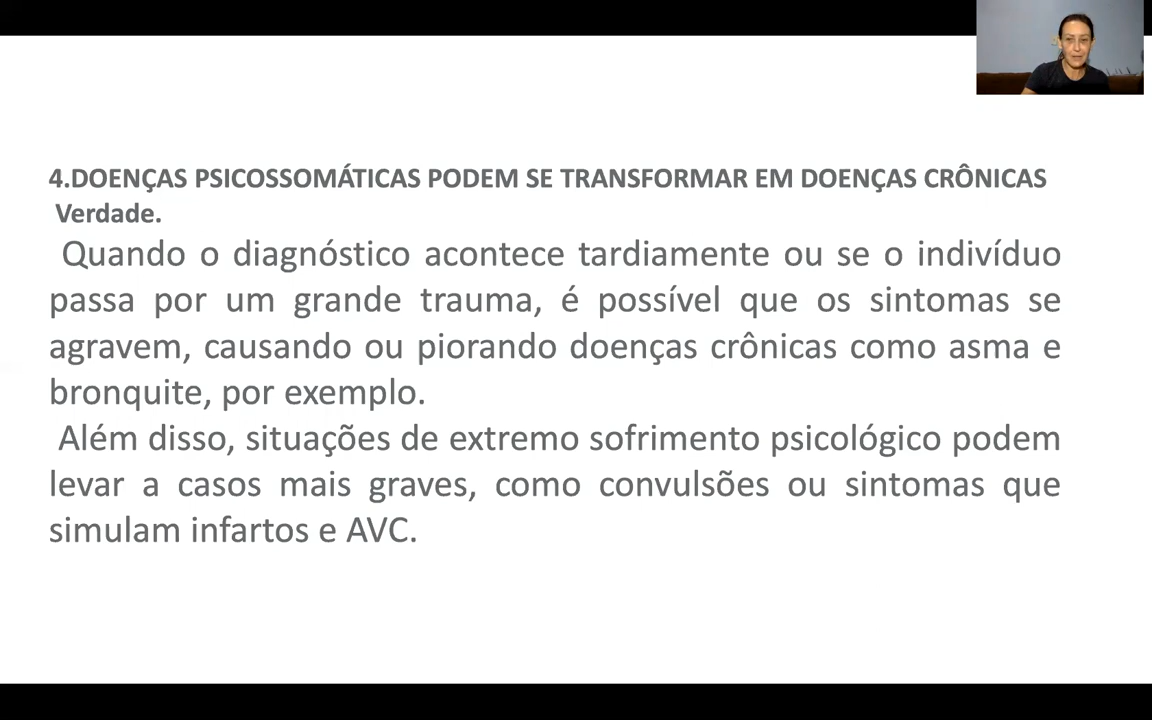 4.DOENÇAS PSICOSSOMÁTICAS PODEM SE TRANSFORMAR EM DOENÇAS CRÔNICAS
Verdade.
Quando o diagnóstico acontece tardiamente ou se o indivíduo
passa por um grande trauma, é possível que os sintomas se
agravem, causando ou piorando doenças crônicas como asma e
bronquite, por exemplo.
Além disso, situações de extremo sofrimento psicológico podem
levar a casos mais graves, como convulsões ou sintomas que
simulam infartos e AVC.